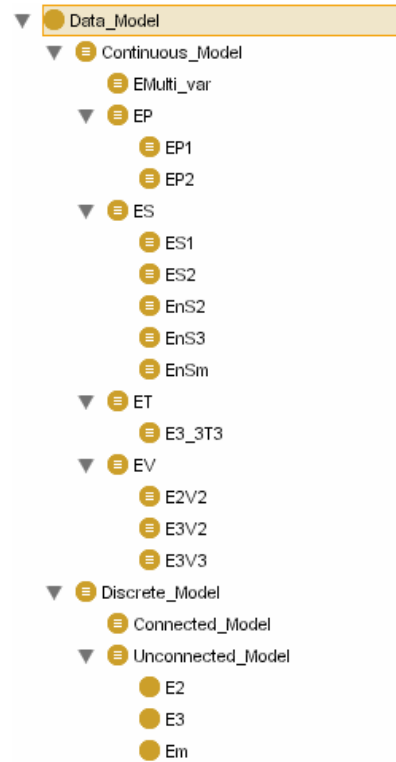 Data_Model
Continuous_Model
EMulti_var
EP
EP1
EP2
ES
ES1
ES2
EnS2
EnS3
EnSm
ET
E3_3T3
EV
E2V2
E3V2
E3V3
Discrete_Model
Connected_Model
Unconnected_Model
E2
E3
Em